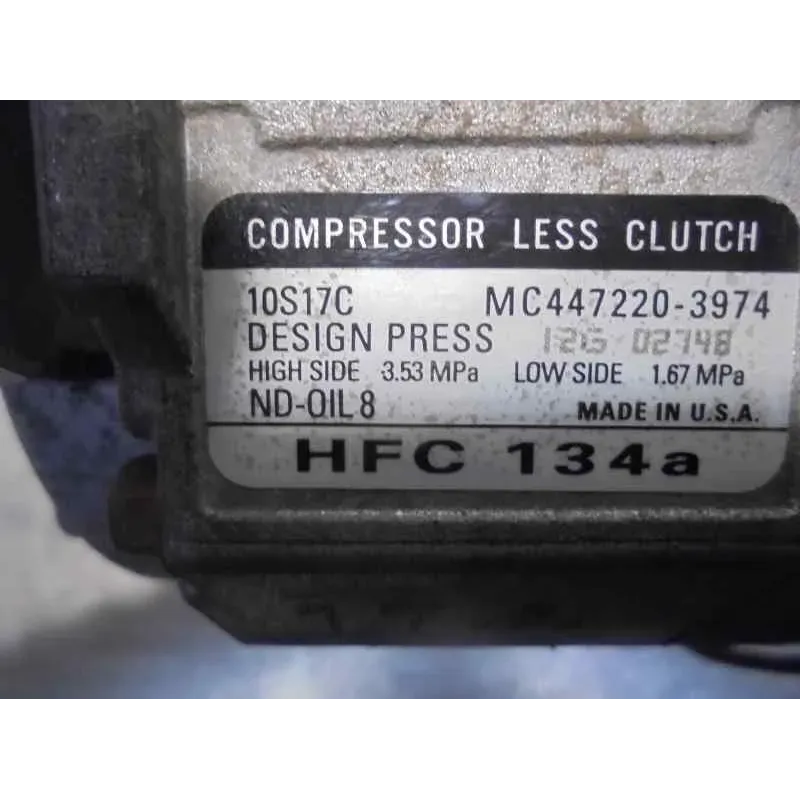 COMPRESSOR LESS CLUTCH
10S17C MC447220-3974
DESIGN PRESS 12G 02748
HIGH SIDE 3.53 MPa LOW SIDE 1.67 MPa
ND-OIL 8 MADE IN U.S.A.
HFC 134a